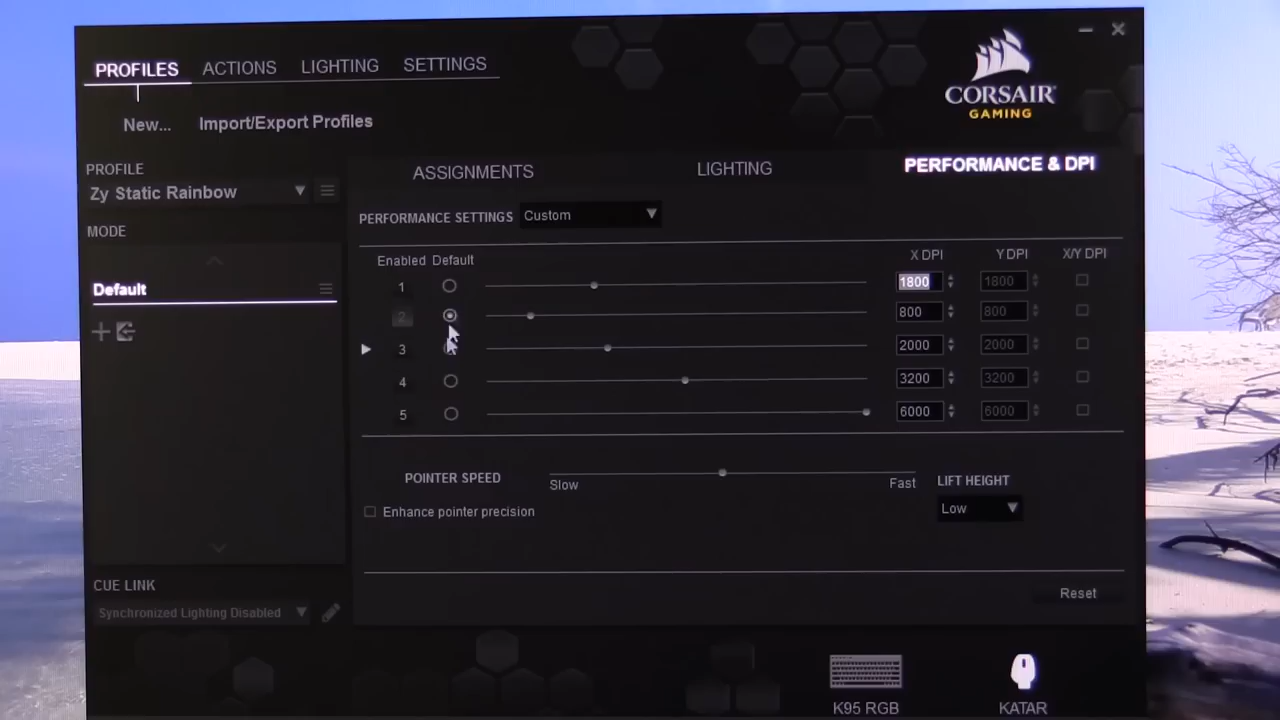 PROFILES ACTIONS LIGHTING SETTINGS
New... Import/Export Profiles
CORSAIR
GAMING
PROFILE
Zy Static Rainbow
MODE
Default
CUE LINK
Synchronized Lighting Disabled
ASSIGNMENTS LIGHTING PERFORMANCE & DPI
PERFORMANCE SETTINGS Custom
Enabled Default X DPI Y DPI X/Y DPI
1 1800 1800
2 800 800
3 2000 2000
4 3200 3200
5 6000 6000
POINTER SPEED
Slow Fast
LIFT HEIGHT
Low
Enhance pointer precision
Reset
K95 RGB KATAR